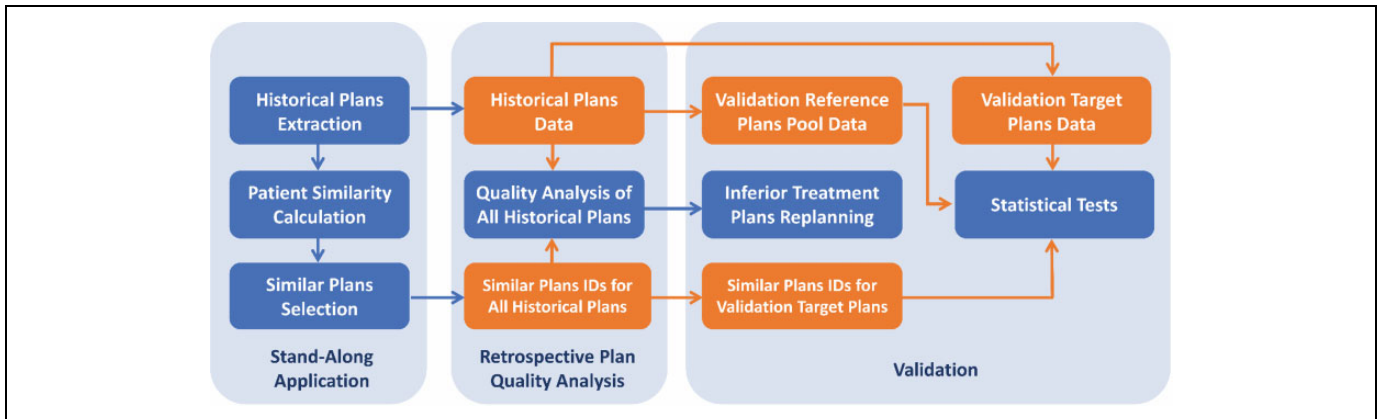 Historical Plans
Extraction
Patient Similarity
Calculation
Similar Plans
Selection
Stand-Along
Application
Historical Plans
Data
Quality Analysis of
All Historical Plans
Similar Plans IDs for
All Historical Plans
Retrospective Plan
Quality Analysis
Validation Reference
Plans Pool Data
Validation Target
Plans Data
Inferior Treatment
Plans Replanning
Statistical Tests
Similar Plans IDs for
Validation Target Plans
Validation